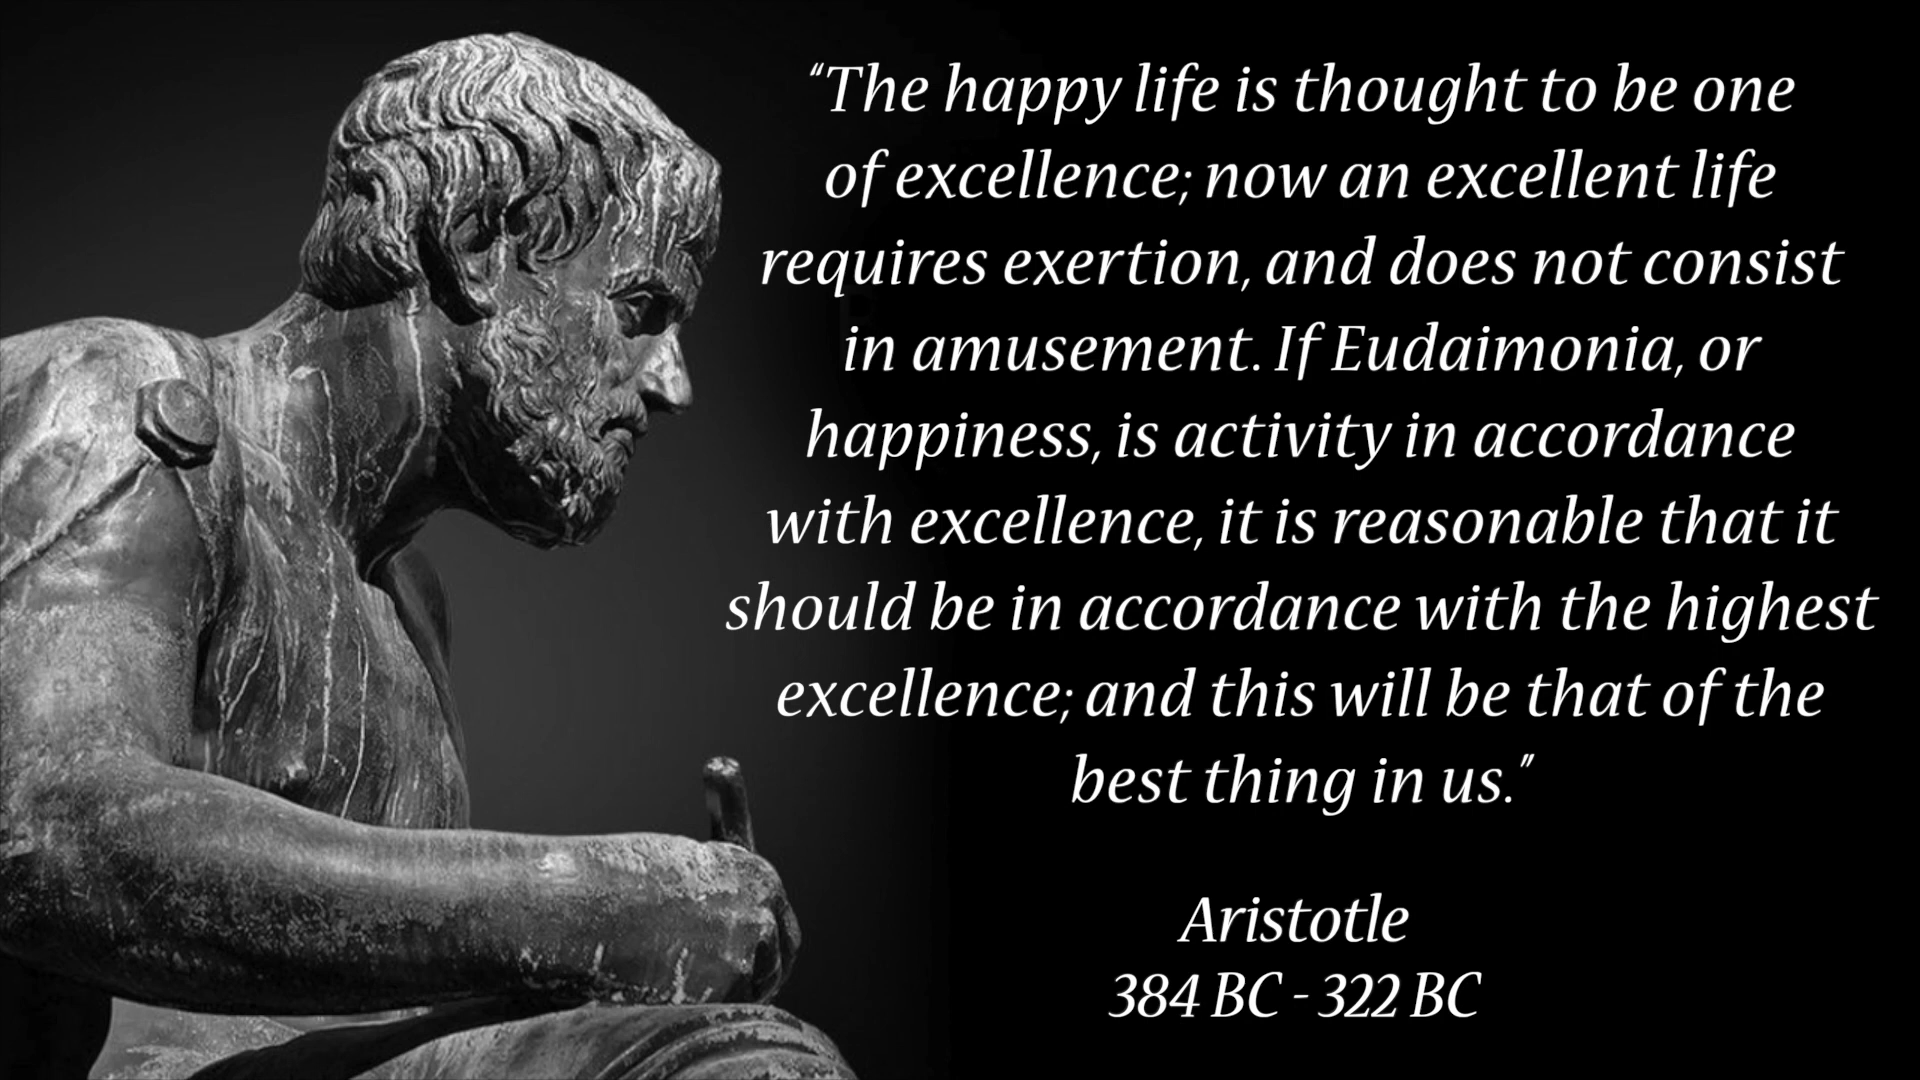 “The happy life is thought to be one
of excellence; now an excellent life
requires exertion, and does not consist
in amusement. If Eudaimonia, or
happiness, is activity in accordance
with excellence, it is reasonable that it
should be in accordance with the highest
excellence; and this will be that of the
best thing in us.”
Aristotle
384 BC - 322 BC